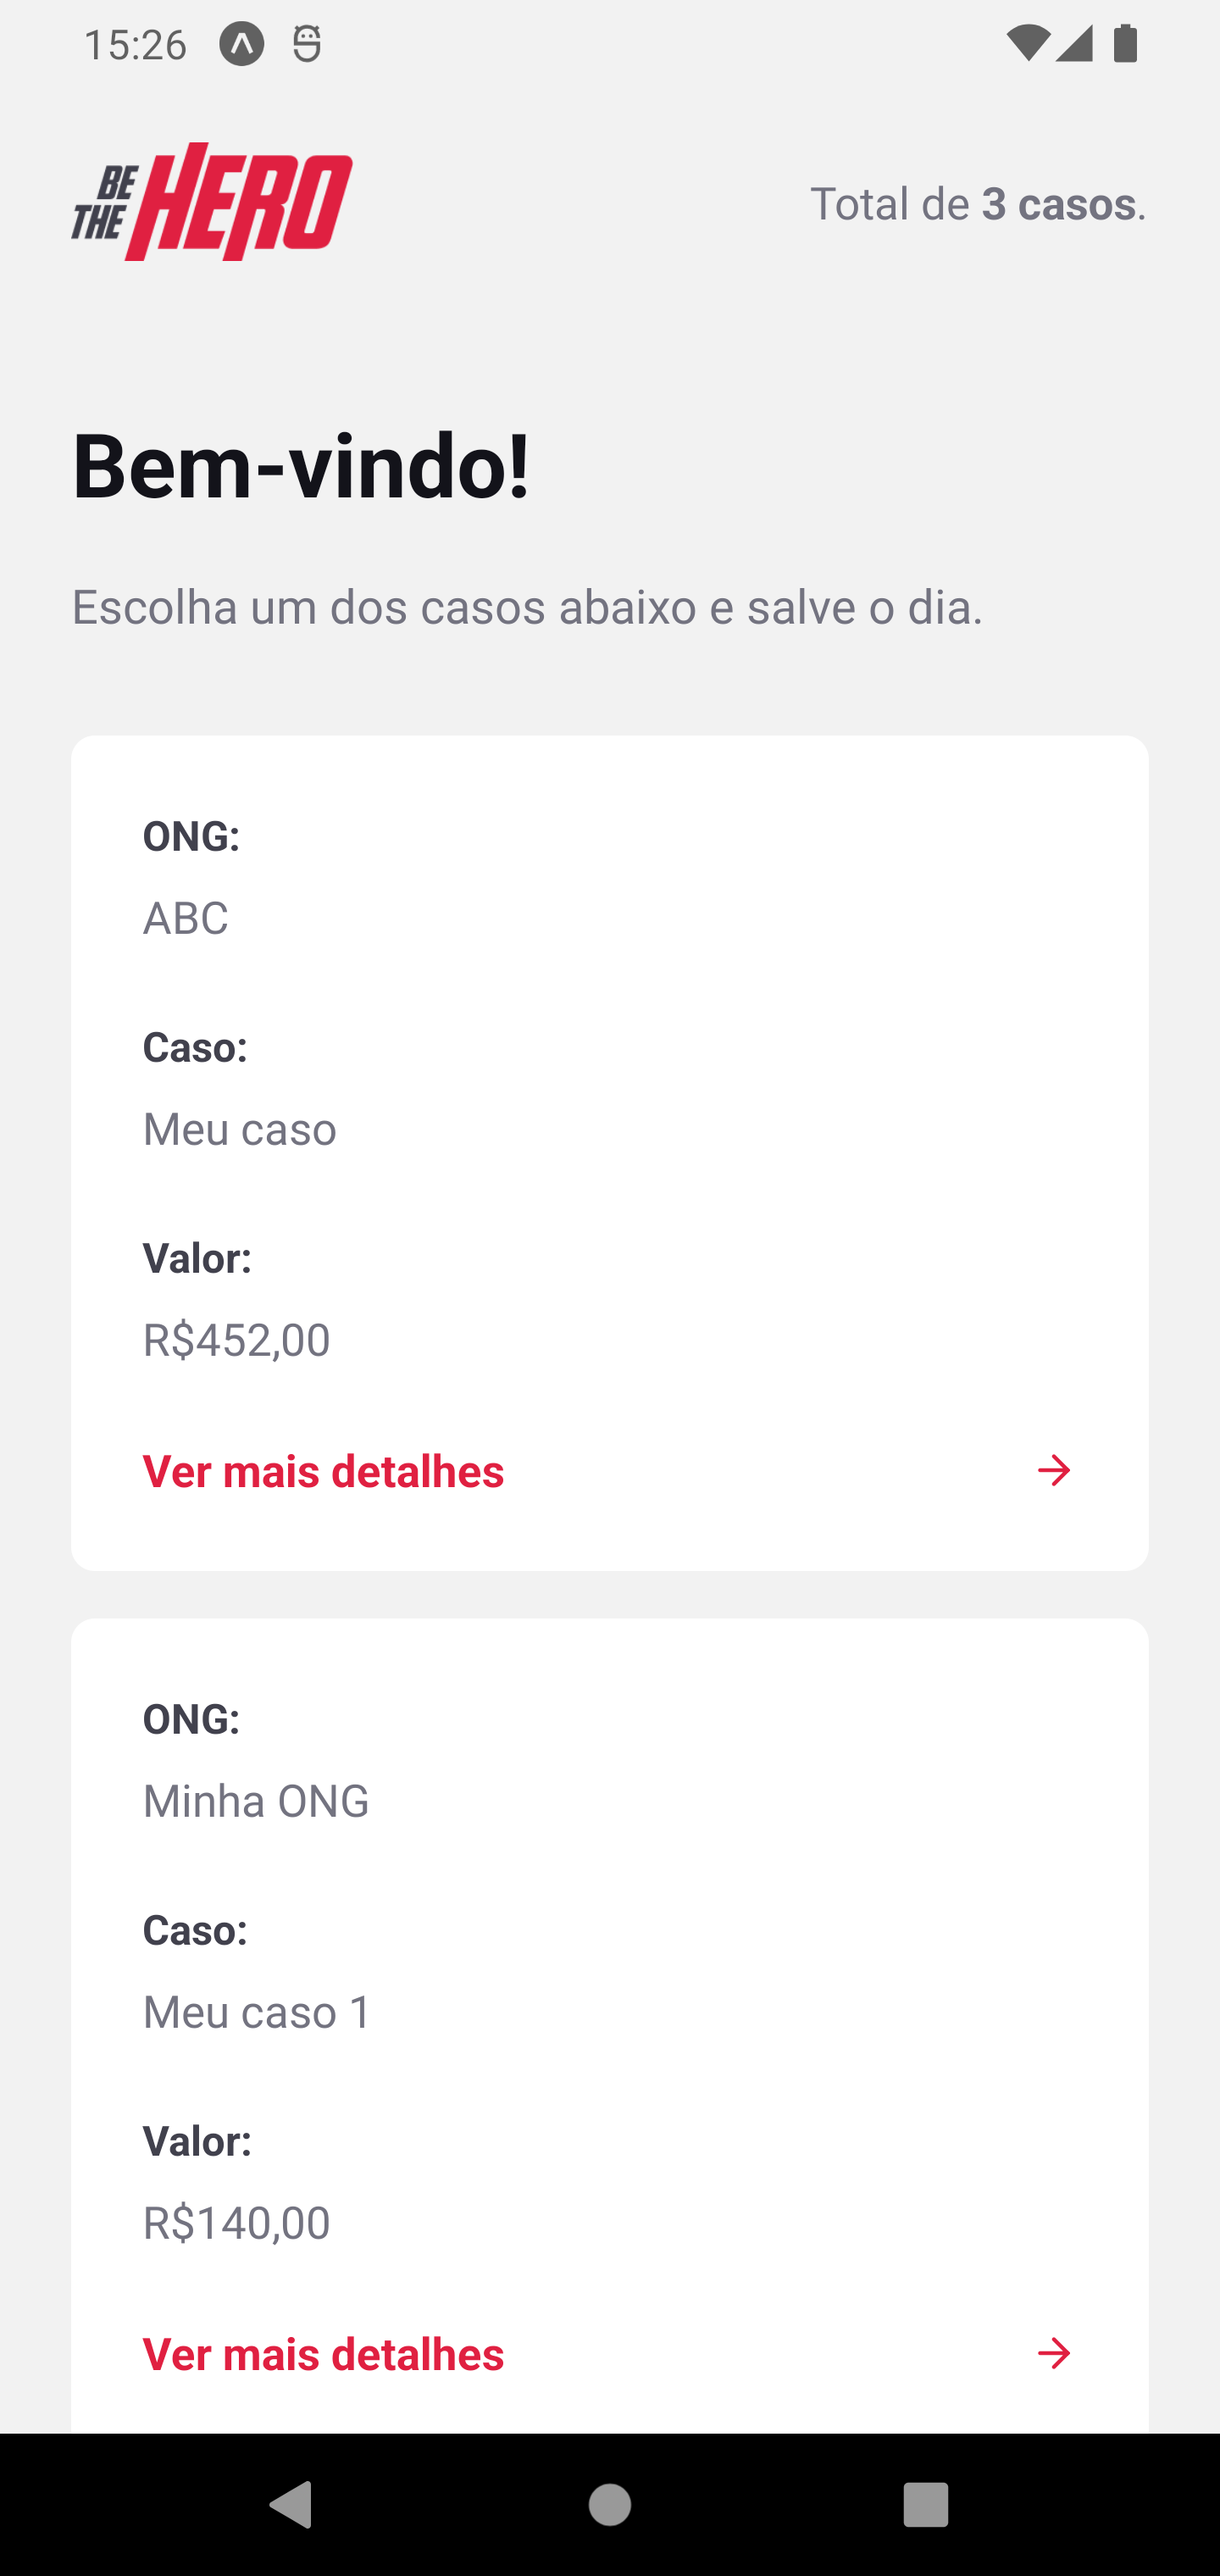 15:26
BE THE HERO
Total de 3 casos.
Bem-vindo!
Escolha um dos casos abaixo e salve o dia.
ONG:
ABC
Caso:
Meu caso
Valor:
R$452,00
Ver mais detalhes
ONG:
Minha ONG
Caso:
Meu caso 1
Valor:
R$140,00
Ver mais detalhes